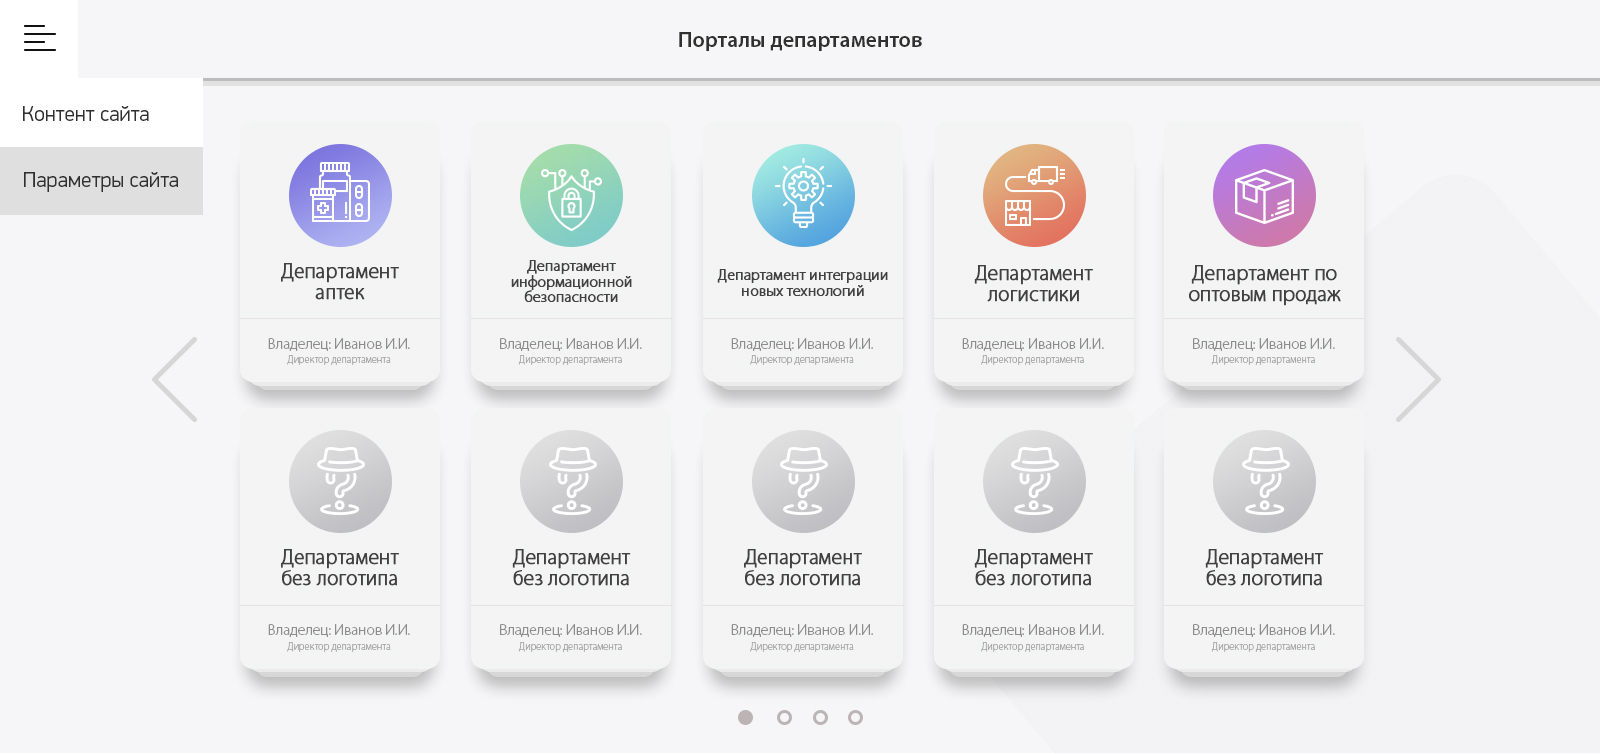 Порталы департаментов
Контент сайта
Параметры сайта
Департамент
аптек
Владелец: Иванов И.И.
Директор департамента
Департамент
информационной
безопасности
Владелец: Иванов И.И.
Директор департамента
Департамент интеграции
новых технологий
Владелец: Иванов И.И.
Директор департамента
Департамент
логистики
Владелец: Иванов И.И.
Директор департамента
Департамент по
оптовым продаж
Владелец: Иванов И.И.
Директор департамента
Департамент
без логотипа
Владелец: Иванов И.И.
Директор департамента
Департамент
без логотипа
Владелец: Иванов И.И.
Директор департамента
Департамент
без логотипа
Владелец: Иванов И.И.
Директор департамента
Департамент
без логотипа
Владелец: Иванов И.И.
Директор департамента
Департамент
без логотипа
Владелец: Иванов И.И.
Директор департамента